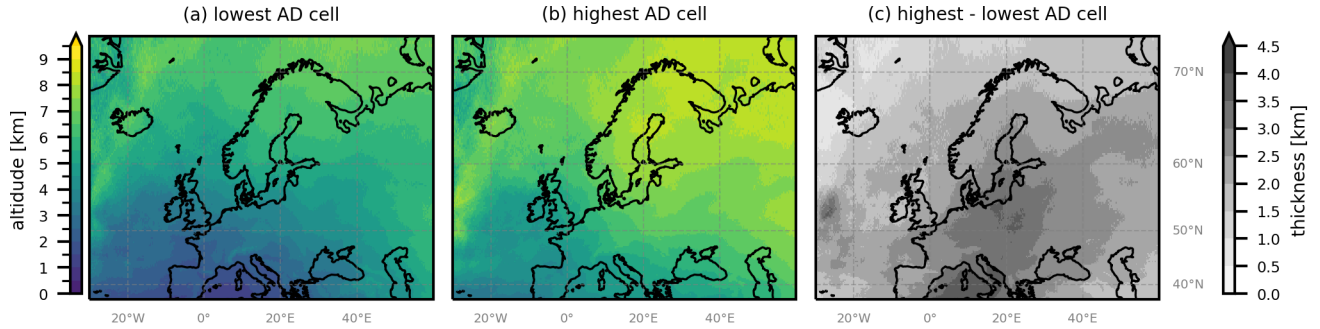 (a) lowest AD cell
(b) highest AD cell
(c) highest - lowest AD cell
altidude [km]
9
8
7
6
5
4
3
2
1
0
20°W
0°
20°E
40°E
20°W
0°
20°E
40°E
20°W
0°
20°E
40°E
70°N
60°N
50°N
40°N
4.5
4.0
3.5
3.0
2.5
2.0
1.5
1.0
0.5
0.0
thickness [km]